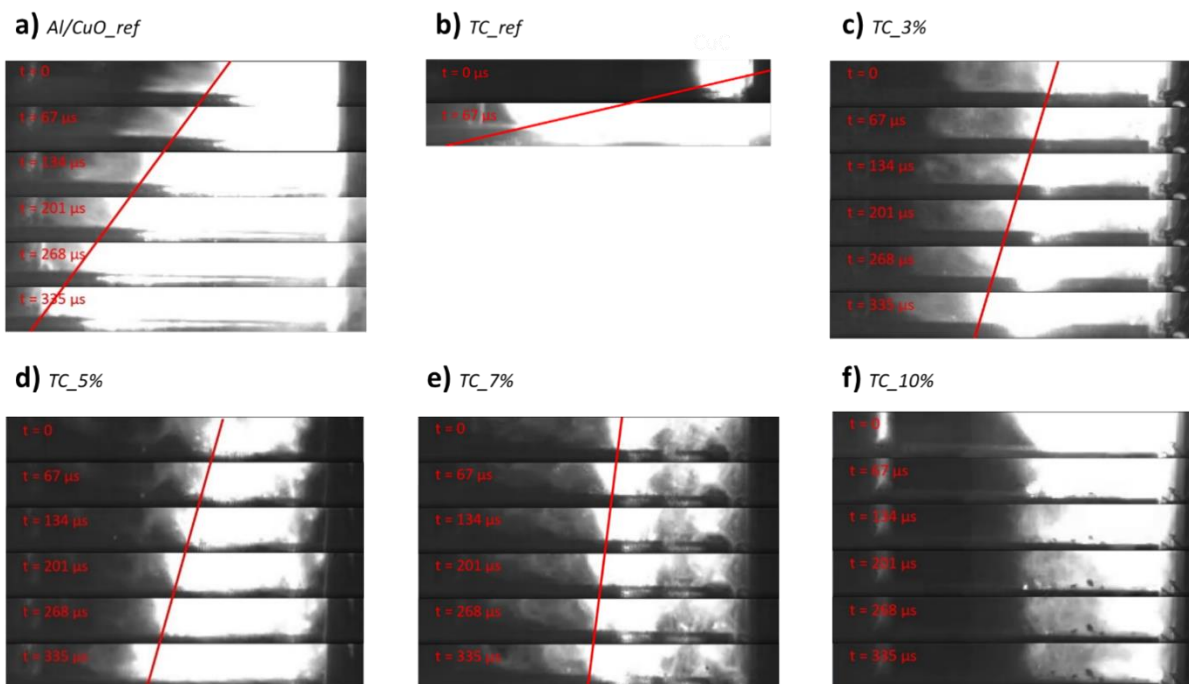 a) Al/CuO_ref
t = 0
t = 67 µs
t = 134 µs
t = 201 µs
t = 268 µs
t = 335 µs
b) TC_ref
t = 0 µs
t = 67 µs
c) TC_3%
t = 0
t = 67 µs
t = 134 µs
t = 201 µs
t = 268 µs
t = 335 µs
d) TC_5%
t = 0
t = 67 µs
t = 134 µs
t = 201 µs
t = 268 µs
t = 335 µs
e) TC_7%
t = 0
t = 67 µs
t = 134 µs
t = 201 µs
t = 268 µs
t = 335 µs
f) TC_10%
t = 0
t = 67 µs
t = 134 µs
t = 201 µs
t = 268 µs
t = 335 µs